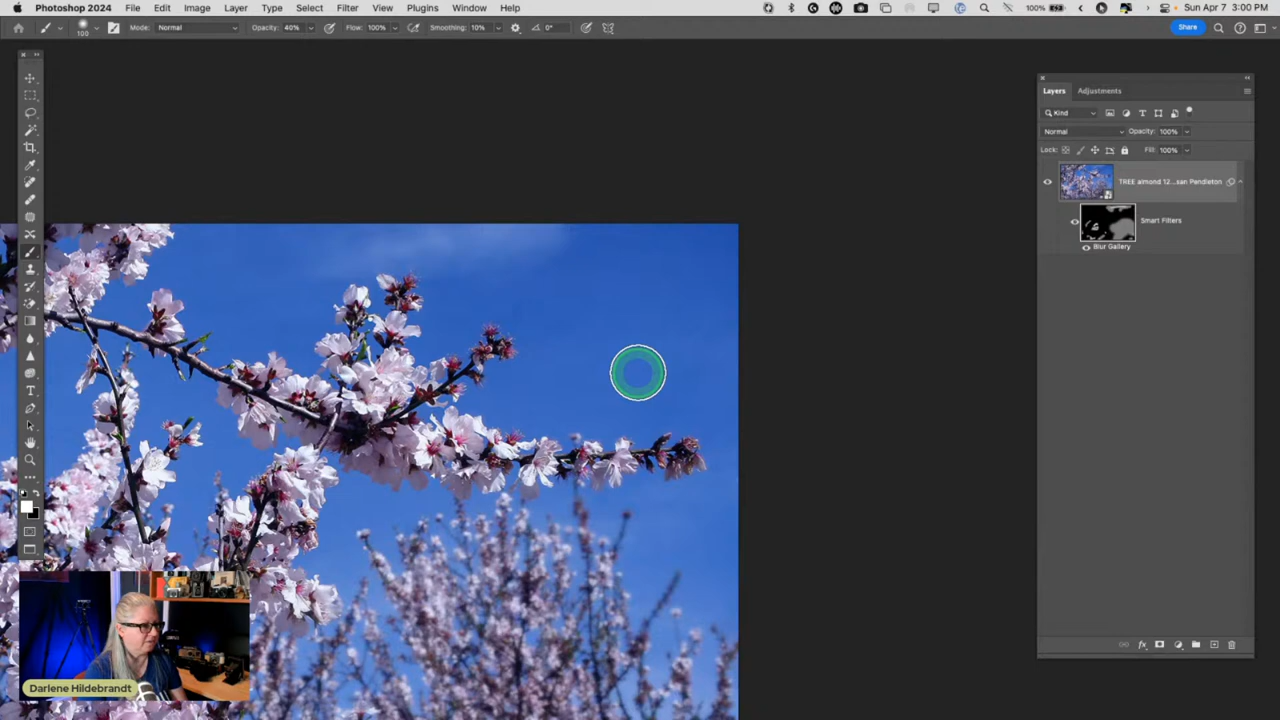 Photoshop 2024 File Edit Image Layer Type Select Filter View Plugins Window Help 100% Sun Apr 7 3:00 PM
100 Mode: Normal Opacity: 40% Flow: 100% Smoothing: 10% 0° Share
Layers Adjustments
Kind
Normal Opacity: 100%
Lock: Fill: 100%
TREE almond 12...san Pendleton
Smart Filters
Blur Gallery
Darlene Hildebrandt